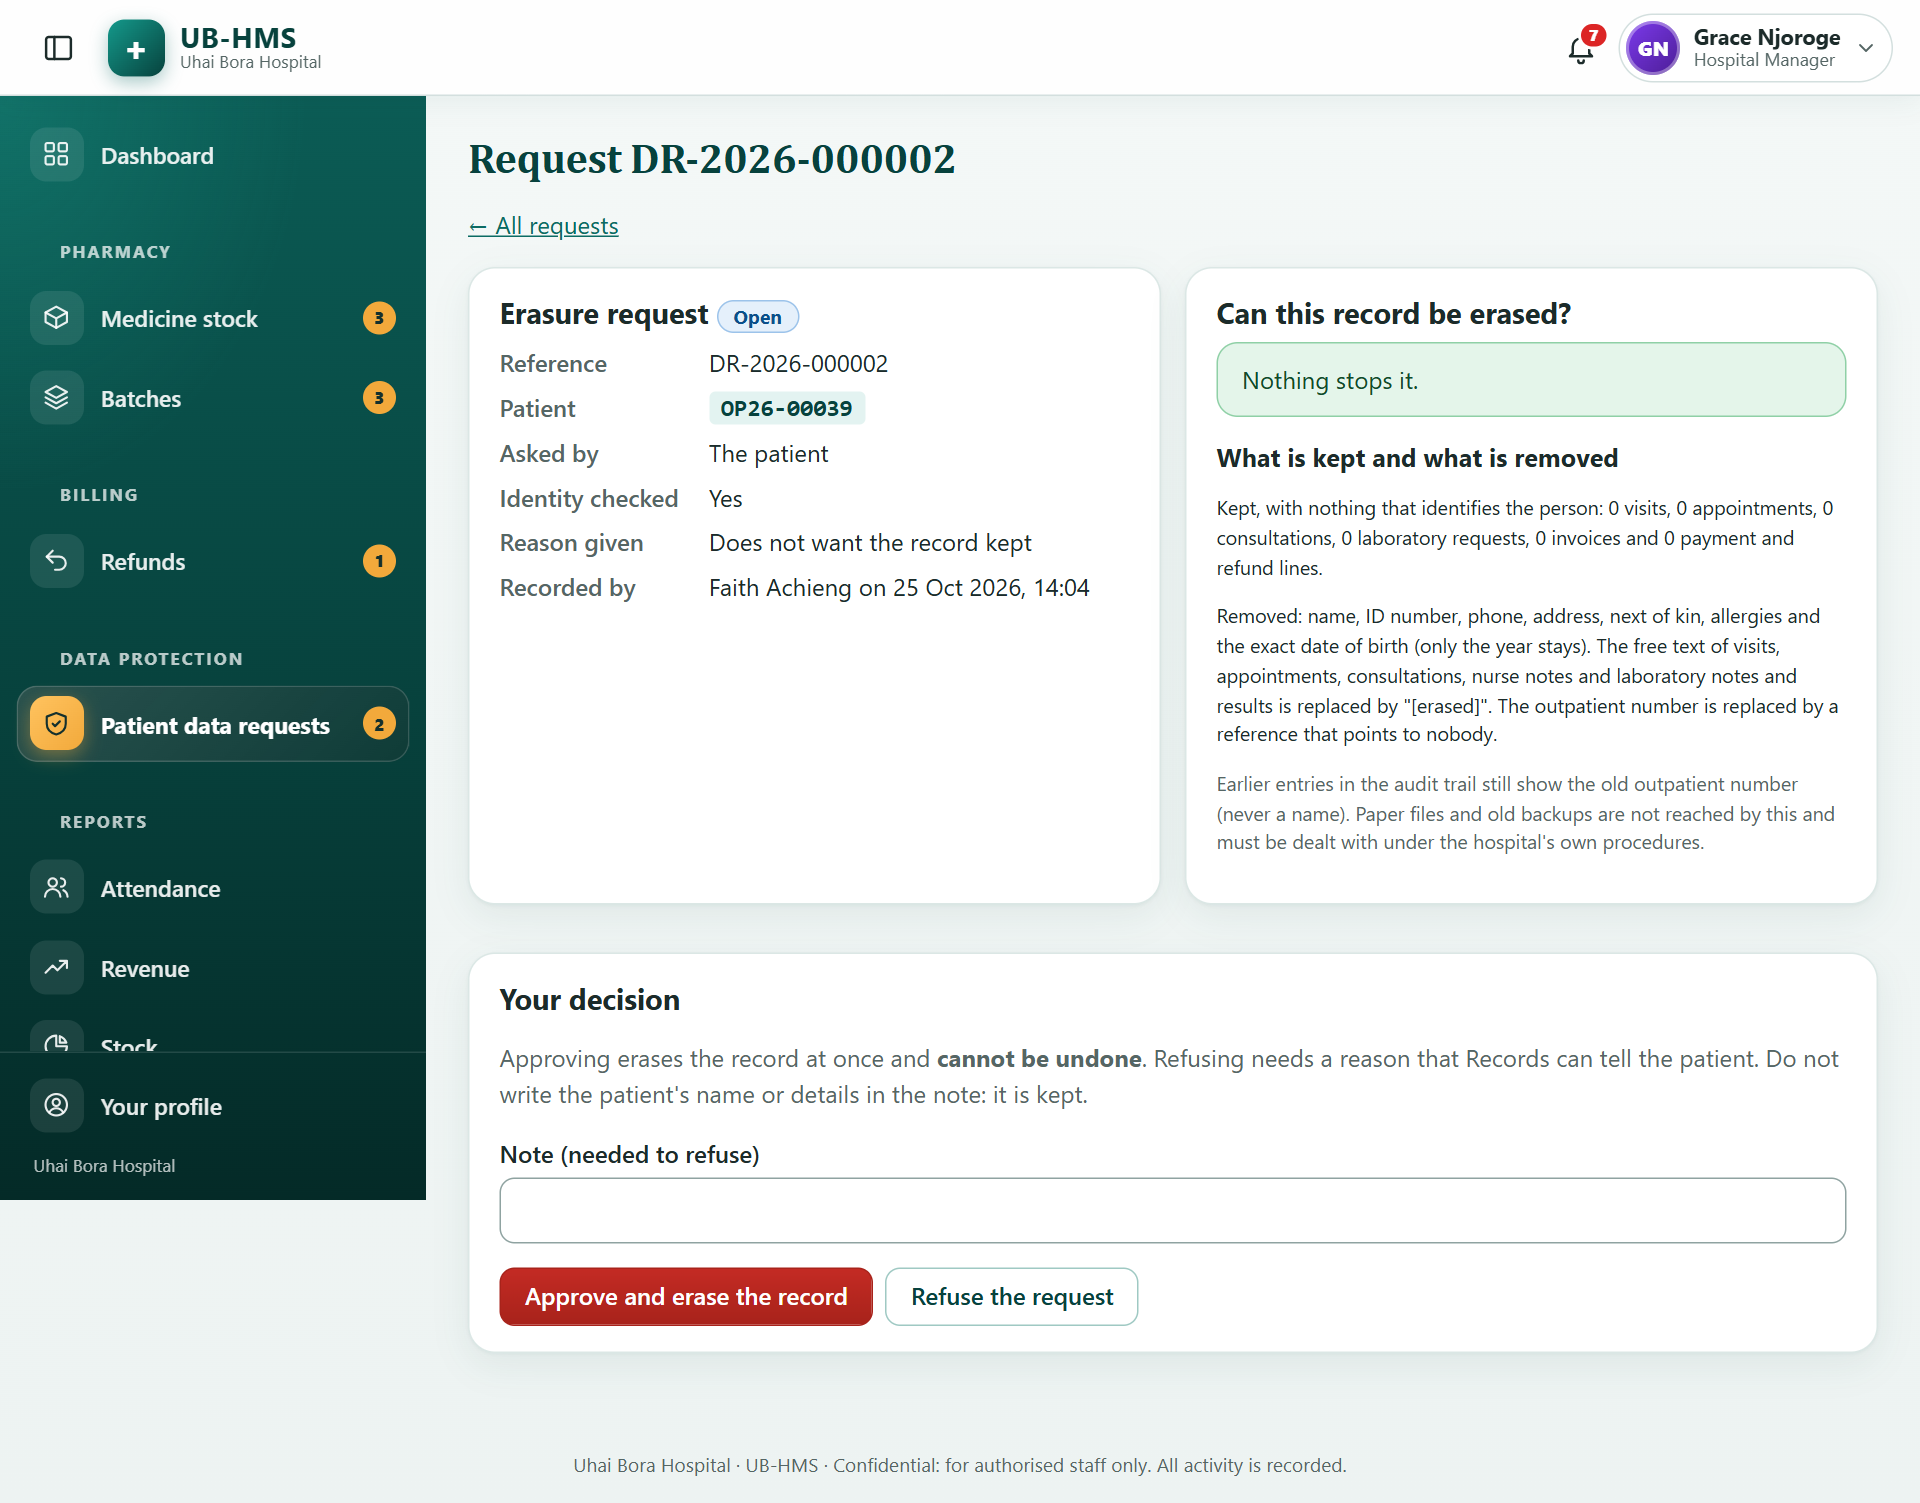 UB-HMS
Uhai Bora Hospital
7
GN
Grace Njoroge
Hospital Manager
Dashboard
PHARMACY
Medicine stock
3
Batches
3
BILLING
Refunds
1
DATA PROTECTION
Patient data requests
2
REPORTS
Attendance
Revenue
Stock
Your profile
Uhai Bora Hospital
Request DR-2026-000002
← All requests
Erasure request Open
Reference DR-2026-000002
Patient OP26-00039
Asked by The patient
Identity checked Yes
Reason given Does not want the record kept
Recorded by Faith Achieng on 25 Oct 2026, 14:04
Can this record be erased?
Nothing stops it.
What is kept and what is removed
Kept, with nothing that identifies the person: 0 visits, 0 appointments, 0
consultations, 0 laboratory requests, 0 invoices and 0 payment and
refund lines.
Removed: name, ID number, phone, address, next of kin, allergies and
the exact date of birth (only the year stays). The free text of visits,
appointments, consultations, nurse notes and laboratory notes and
results is replaced by "[erased]". The outpatient number is replaced by a
reference that points to nobody.
Earlier entries in the audit trail still show the old outpatient number
(never a name). Paper files and old backups are not reached by this and
must be dealt with under the hospital's own procedures.
Your decision
Approving erases the record at once and cannot be undone. Refusing needs a reason that Records can tell the patient. Do not
write the patient's name or details in the note: it is kept.
Note (needed to refuse)
Approve and erase the record
Refuse the request
Uhai Bora Hospital · UB-HMS · Confidential: for authorised staff only. All activity is recorded.